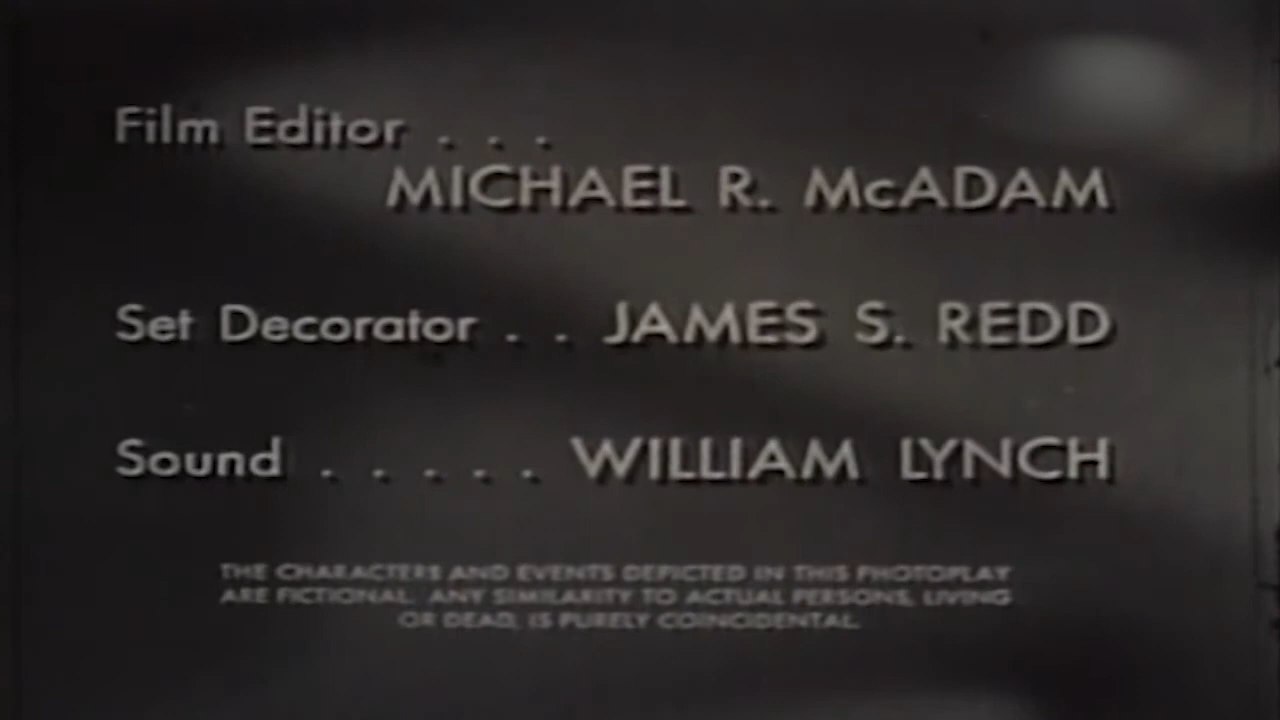 Film Editor . . .
MICHAEL R. McADAM
Set Decorator . . JAMES S. REDD
Sound . . . . . WILLIAM LYNCH
THE CHARACTERS AND EVENTS DEPICTED IN THIS PHOTOPLAY
ARE FICTIONAL. ANY SIMILARITY TO ACTUAL PERSONS, LIVING
OR DEAD, IS PURELY COINCIDENTAL.